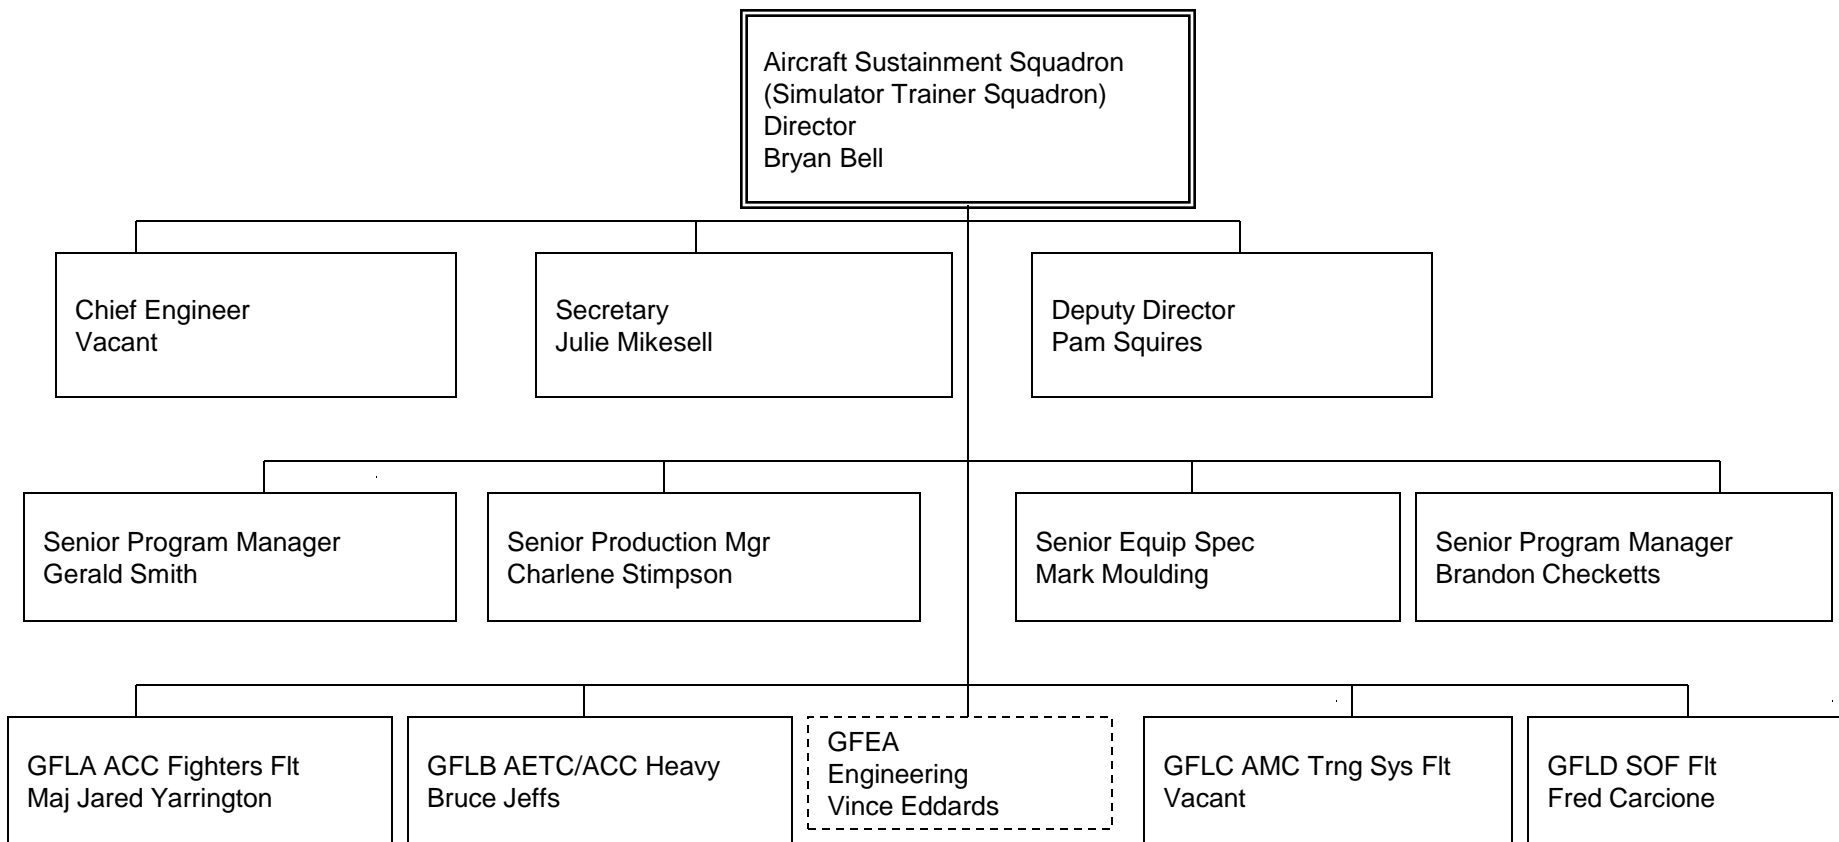 Aircraft Sustainment Squadron
(Simulator Trainer Squadron)
Director
Bryan Bell
Chief Engineer
Vacant
Secretary
Julie Mikesell
Deputy Director
Pam Squires
Senior Program Manager
Gerald Smith
Senior Production Mgr
Charlene Stimpson
Senior Equip Spec
Mark Moulding
Senior Program Manager
Brandon Checketts
GFLA ACC Fighters Flt
Maj Jared Yarrington
GFLB AETC/ACC Heavy
Bruce Jeffs
GFEA
Engineering
Vince Eddards
GFLC AMC Trng Sys Flt
Vacant
GFLD SOF Flt
Fred Carcione